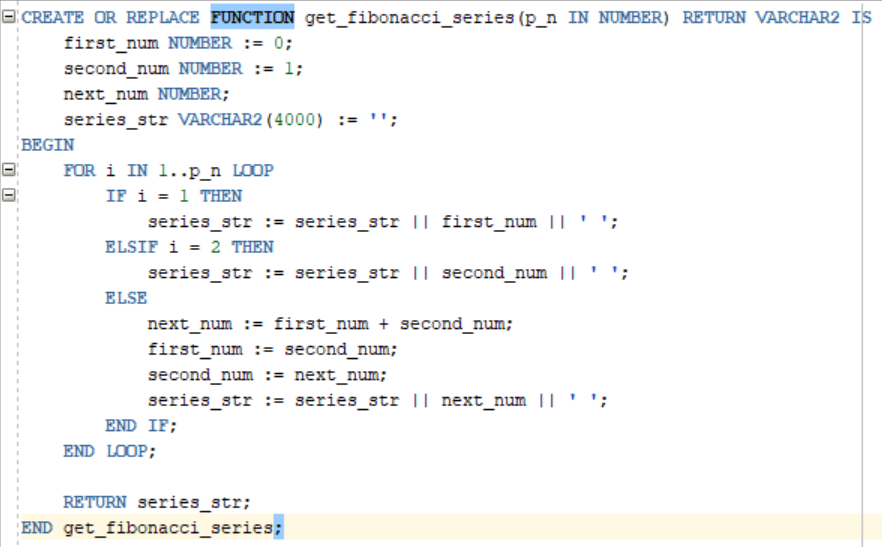 CREATE OR REPLACE FUNCTION get_fibonacci_series(p_n IN NUMBER) RETURN VARCHAR2 IS
    first_num NUMBER := 0;
    second_num NUMBER := 1;
    next_num NUMBER;
    series_str VARCHAR2(4000) := '';
BEGIN
    FOR i IN 1..p_n LOOP
        IF i = 1 THEN
            series_str := series_str || first_num || ' ';
        ELSIF i = 2 THEN
            series_str := series_str || second_num || ' ';
        ELSE
            next_num := first_num + second_num;
            first_num := second_num;
            second_num := next_num;
            series_str := series_str || next_num || ' ';
        END IF;
    END LOOP;

    RETURN series_str;
END get_fibonacci_series;